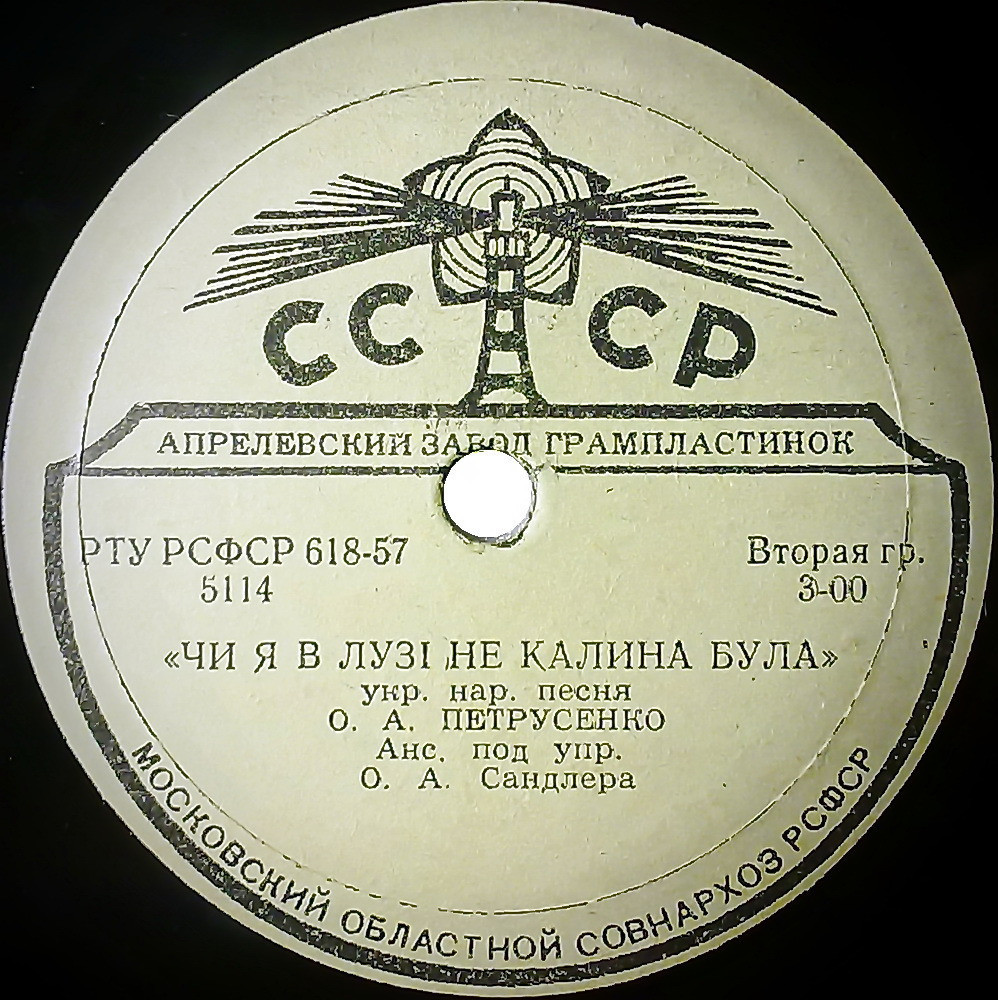 СССР
АПРЕЛЕВСКИЙ ЗАВОД ГРАМПЛАСТИНОК
РТУ РСФСР 618-57
5114
Вторая гр.
3-00
«ЧИ Я В ЛУЗІ НЕ КАЛИНА БУЛА»
укр. нар. песня
О. А. ПЕТРУСЕНКО
Анс. под упр.
О. А. Сандлера
МОСКОВСКИЙ ОБЛАСТНОЙ СОВНАРХОЗ РСФСР